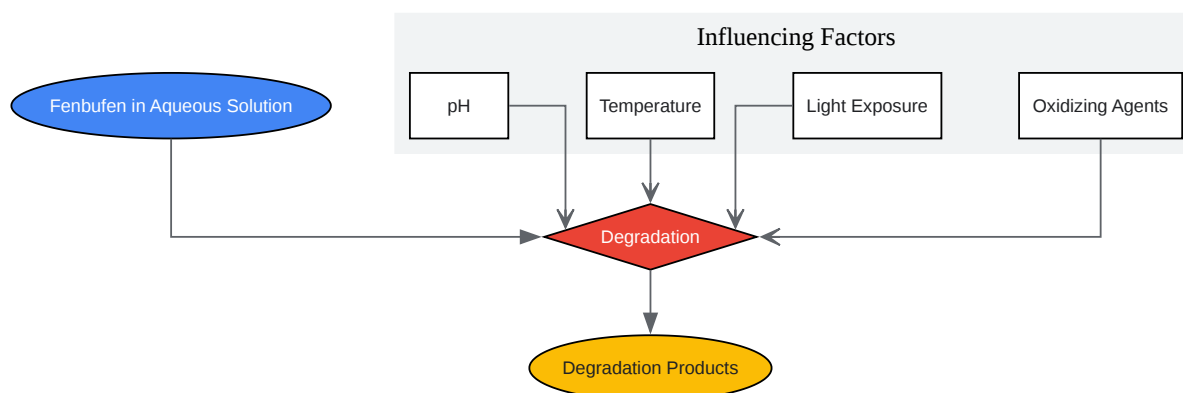 Influencing Factors
Fenbufen in Aqueous Solution
pH
Temperature
Light Exposure
Oxidizing Agents
Degradation
Degradation Products